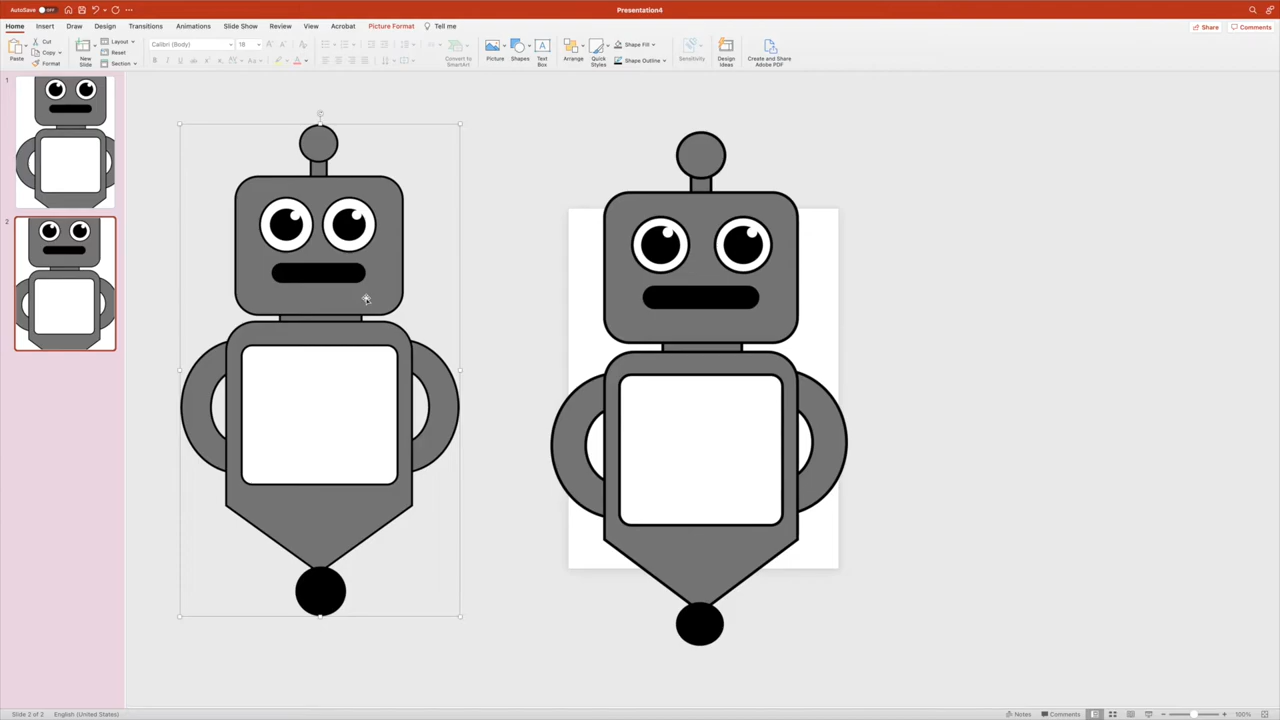 AutoSave OFF
Presentation4
Home Insert Draw Design Transitions Animations Slide Show Review View Acrobat Picture Format Tell me
Share Comments
Paste
Cut
Copy
Format
New Slide
Layout
Reset
Section
Calibri (Body) 18
B I U
Convert to SmartArt
Picture
Shapes
Text Box
Arrange
Quick Styles
Shape Fill
Shape Outline
Sensitivity
Design Ideas
Create and Share Adobe PDF
1
2
Slide 2 of 2 English (United States)
Notes Comments 100%